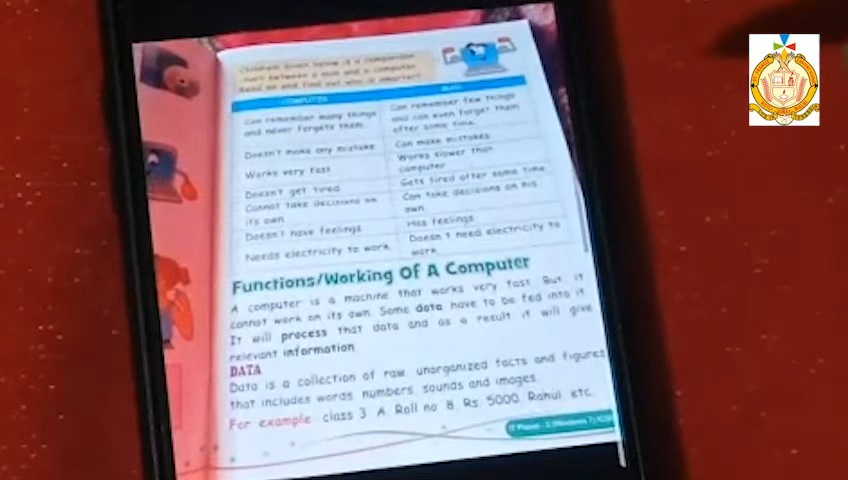 Children! Given below is a comparison
chart between a man and a computer.
Read on and find out who is smarter!
COMPUTER MAN
Can remember many things
and never forgets them.
Can remember few things
and can even forget them
after some time.
Doesn't make any mistake
Can make mistakes
Works very fast
Works slower than
computer
Doesn't get tired
Gets tired after some time
Cannot take decisions on
it's own
Can take decisions on his
own
Doesn't have feelings
Has feelings
Needs electricity to work
Doesn't need electricity to
work
Functions/Working Of A Computer
A computer is a machine that works very fast. But it
cannot work on its own. Some data have to be fed into it.
It will process that data and as a result it will give
relevant information.
DATA
Data is a collection of raw, unorganized facts and figures
that includes words, numbers, sounds and images.
For example: class 3 A, Roll no 8, Rs. 5000, Rahul etc.
IT Planet - 3 (Windows 7)